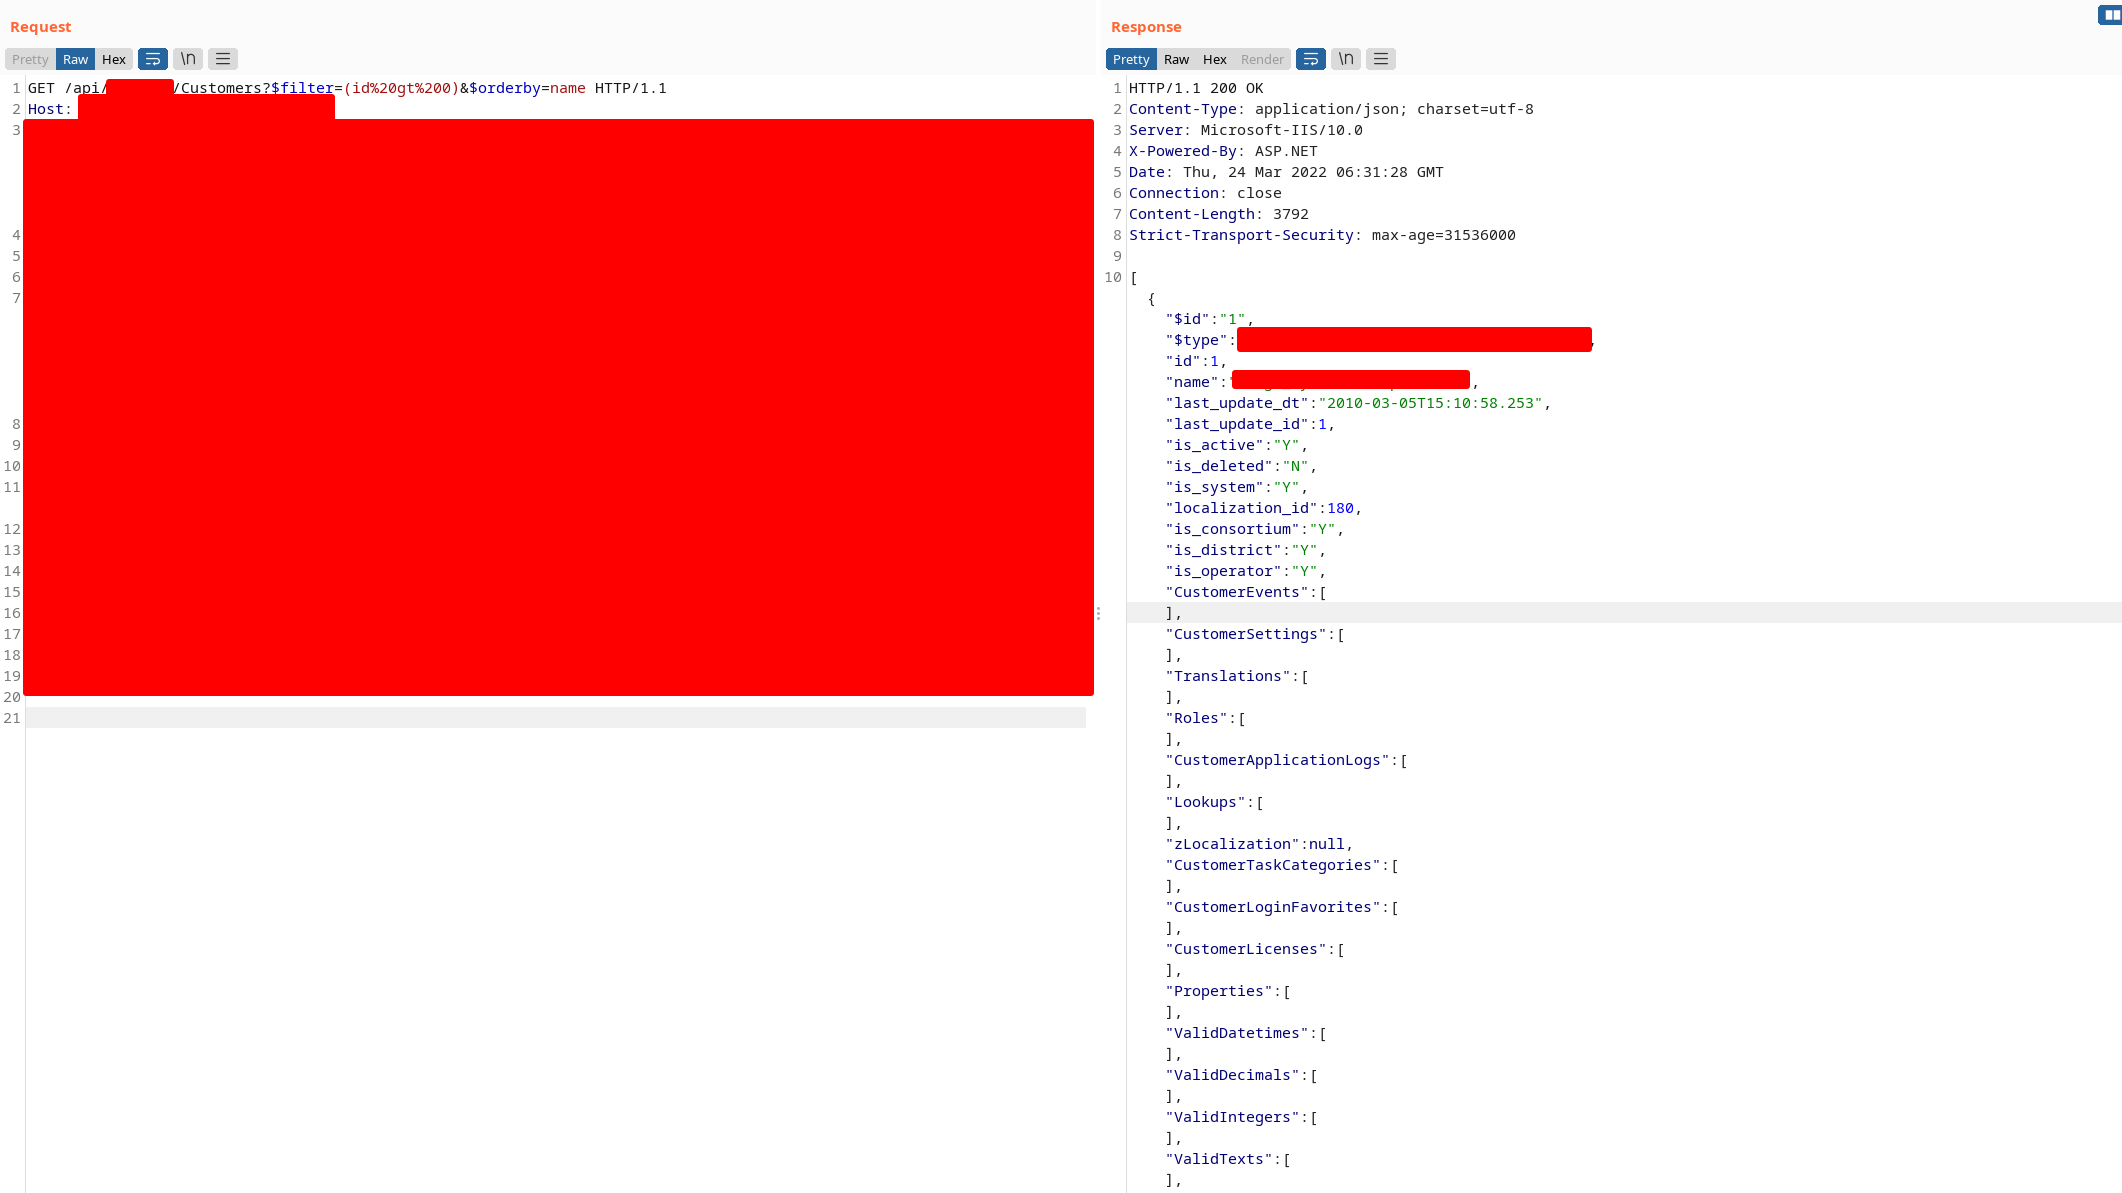 Request
Pretty Raw Hex \n
1 GET /api/ /Customers?$filter=(id%20gt%200)&$orderby=name HTTP/1.1
2 Host:
3
4
5
6
7
8
9
10
11
12
13
14
15
16
17
18
19
20
21
Response
Pretty Raw Hex Render \n
1 HTTP/1.1 200 OK
2 Content-Type: application/json; charset=utf-8
3 Server: Microsoft-IIS/10.0
4 X-Powered-By: ASP.NET
5 Date: Thu, 24 Mar 2022 06:31:28 GMT
6 Connection: close
7 Content-Length: 3792
8 Strict-Transport-Security: max-age=31536000
9
10 [
{
"$id":"1",
"$type": ,
"id":1,
"name":" ,
"last_update_dt":"2010-03-05T15:10:58.253",
"last_update_id":1,
"is_active":"Y",
"is_deleted":"N",
"is_system":"Y",
"localization_id":180,
"is_consortium":"Y",
"is_district":"Y",
"is_operator":"Y",
"CustomerEvents":[
],
"CustomerSettings":[
],
"Translations":[
],
"Roles":[
],
"CustomerApplicationLogs":[
],
"Lookups":[
],
"zLocalization":null,
"CustomerTaskCategories":[
],
"CustomerLoginFavorites":[
],
"CustomerLicenses":[
],
"Properties":[
],
"ValidDatetimes":[
],
"ValidDecimals":[
],
"ValidIntegers":[
],
"ValidTexts":[
],